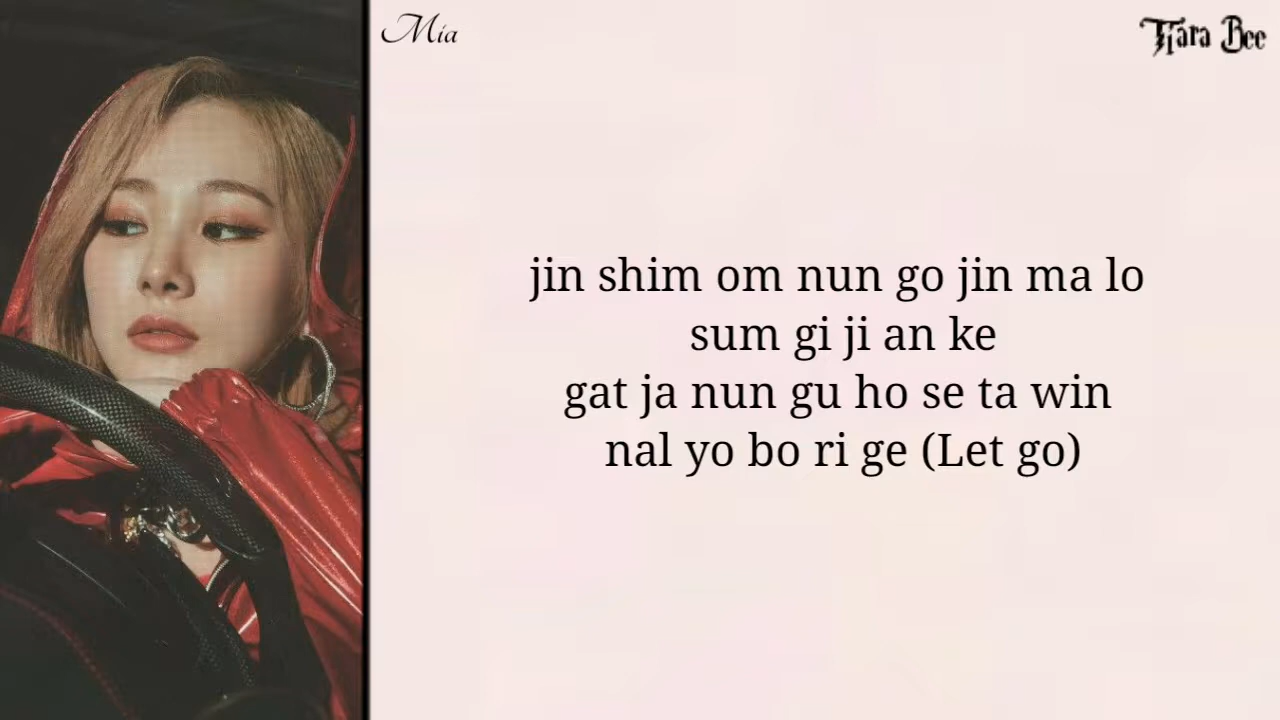 Mia
Tiara Bee
jin shim om nun go jin ma lo
sum gi ji an ke
gat ja nun gu ho se ta win
nal yo bo ri ge (Let go)